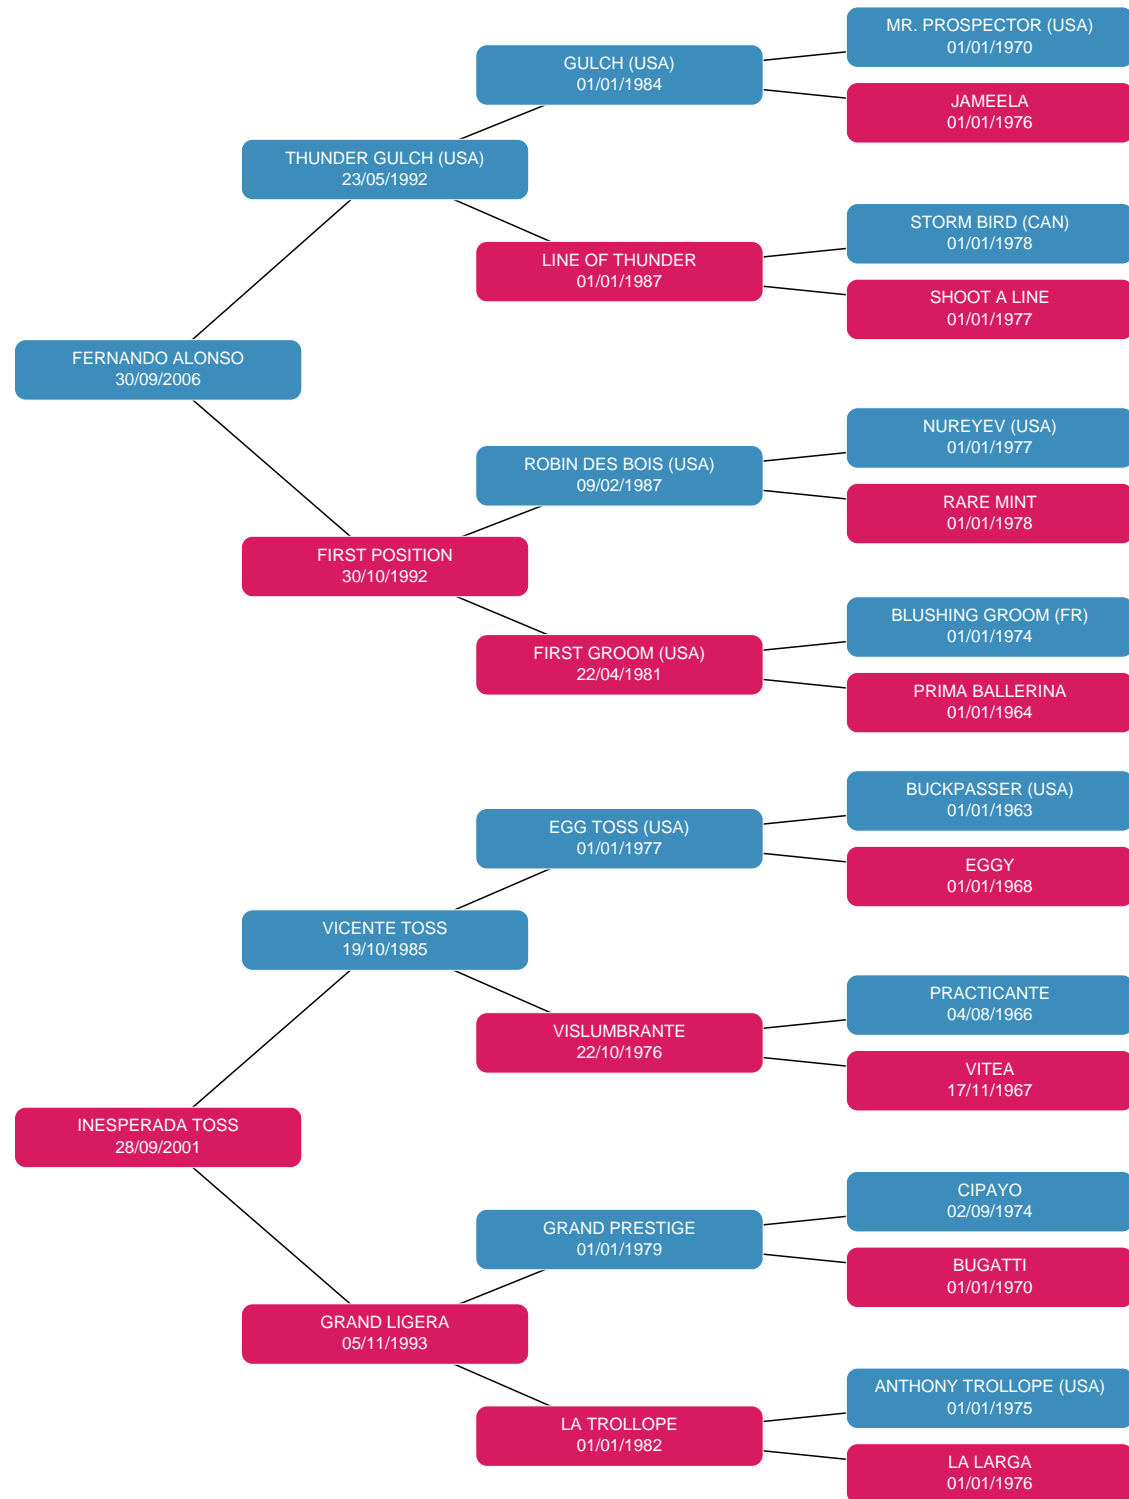 MR. PROSPECTOR (USA)
01/01/1970
GULCH (USA)
01/01/1984
JAMEELA
01/01/1976
THUNDER GULCH (USA)
23/05/1992
STORM BIRD (CAN)
01/01/1978
LINE OF THUNDER
01/01/1987
SHOOT A LINE
01/01/1977
FERNANDO ALONSO
30/09/2006
NUREYEV (USA)
01/01/1977
ROBIN DES BOIS (USA)
09/02/1987
RARE MINT
01/01/1978
FIRST POSITION
30/10/1992
BLUSHING GROOM (FR)
01/01/1974
FIRST GROOM (USA)
22/04/1981
PRIMA BALLERINA
01/01/1964
BUCKPASSER (USA)
01/01/1963
EGG TOSS (USA)
01/01/1977
EGGY
01/01/1968
VICENTE TOSS
19/10/1985
PRACTICANTE
04/08/1966
VISLUMBRANTE
22/10/1976
VITEA
17/11/1967
INESPERADA TOSS
28/09/2001
CIPAYO
02/09/1974
GRAND PRESTIGE
01/01/1979
BUGATTI
01/01/1970
GRAND LIGERA
05/11/1993
ANTHONY TROLLOPE (USA)
01/01/1975
LA TROLLOPE
01/01/1982
LA LARGA
01/01/1976